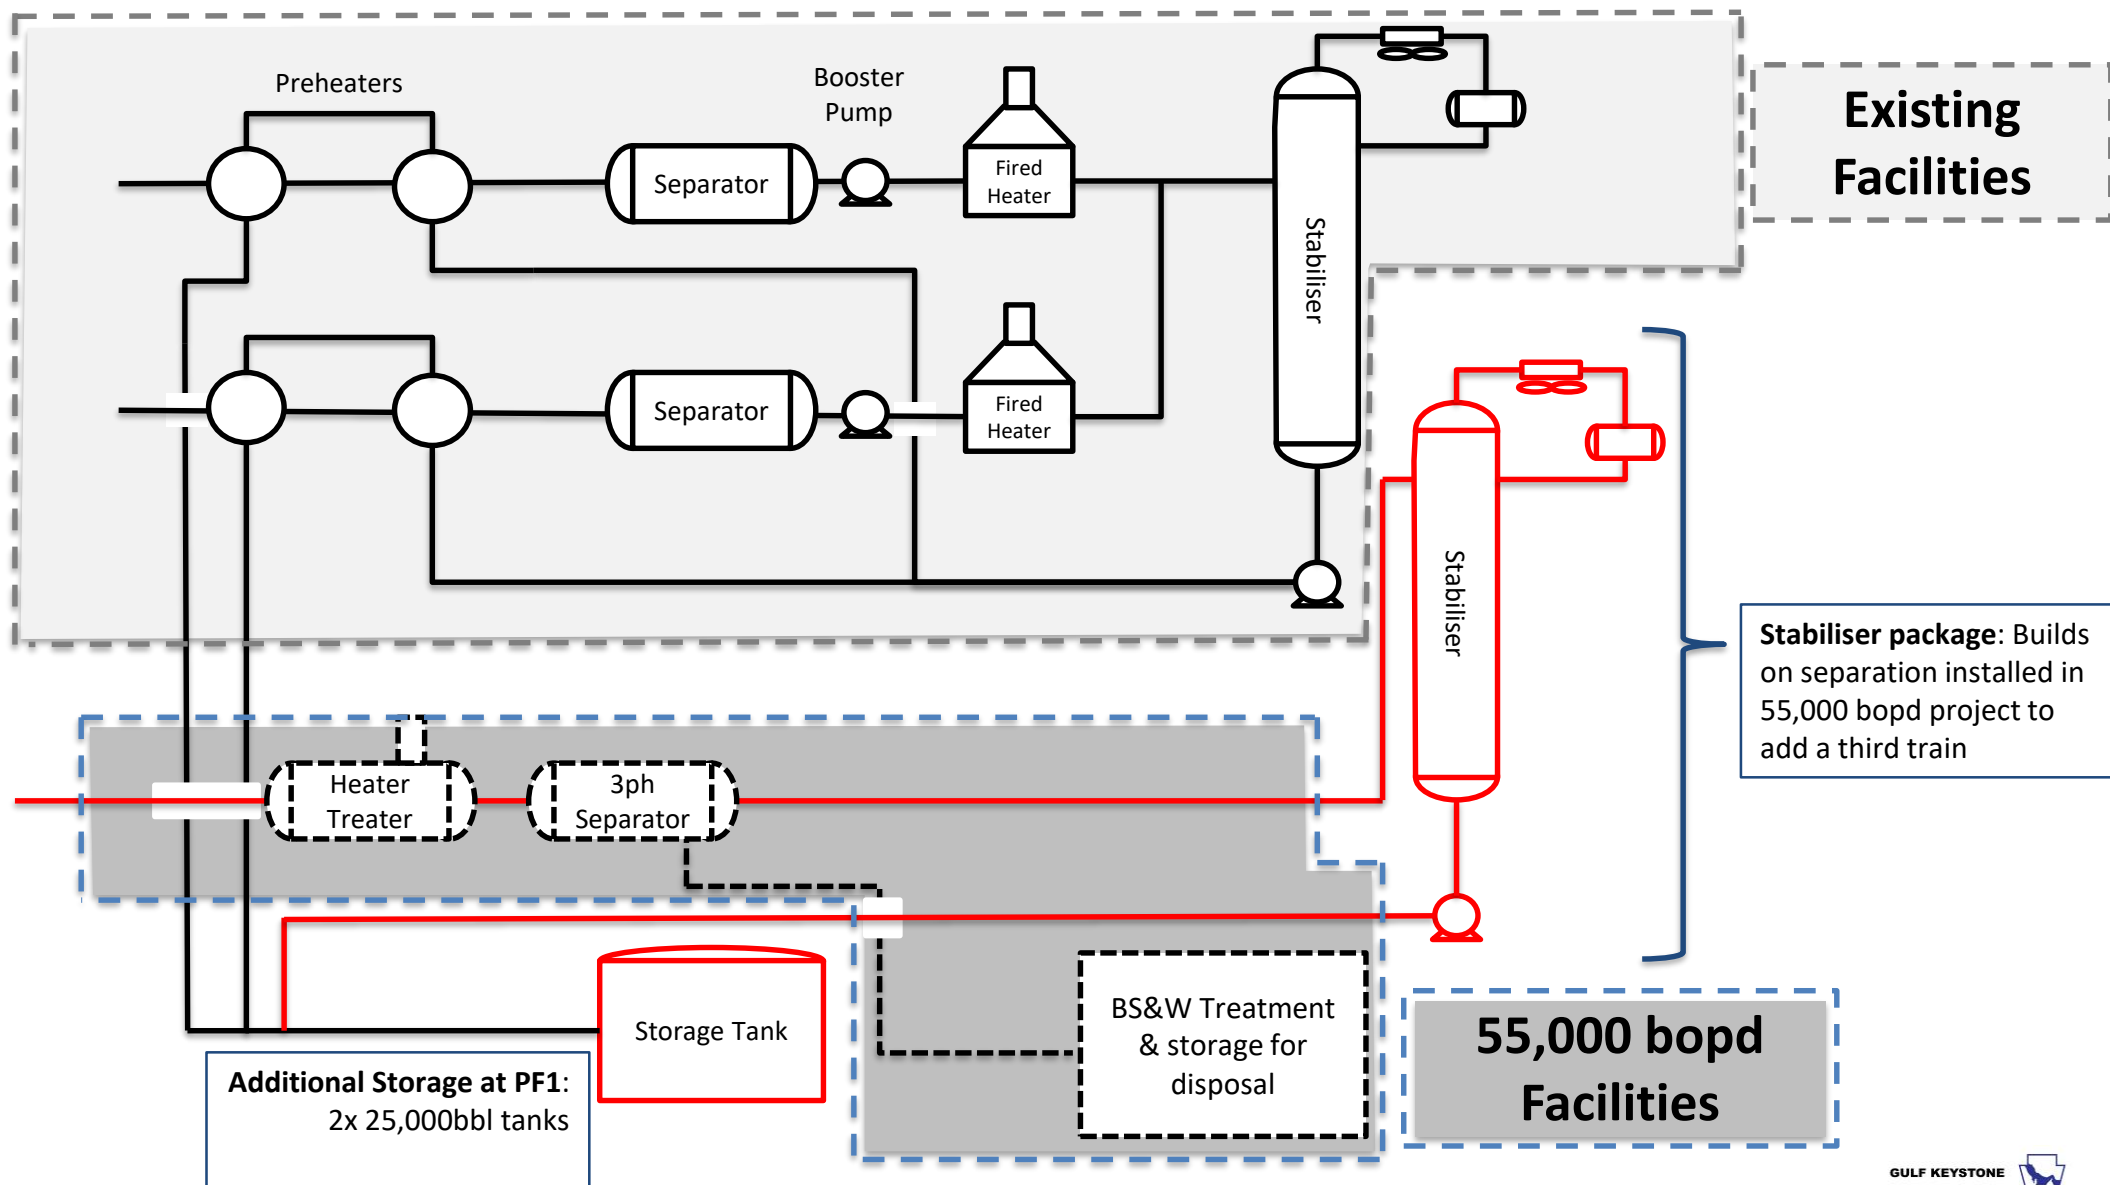 Preheaters
Booster
Pump
Separator
Fired
Heater
Stabiliser
Existing
Facilities
Separator
Fired
Heater
Stabiliser
Stabiliser package: Builds
on separation installed in
55,000 bopd project to
add a third train
Heater
Treater
3ph
Separator
Storage Tank
BS&W Treatment
& storage for
disposal
55,000 bopd
Facilities
Additional Storage at PF1:
2x 25,000bbl tanks
GULF KEYSTONE